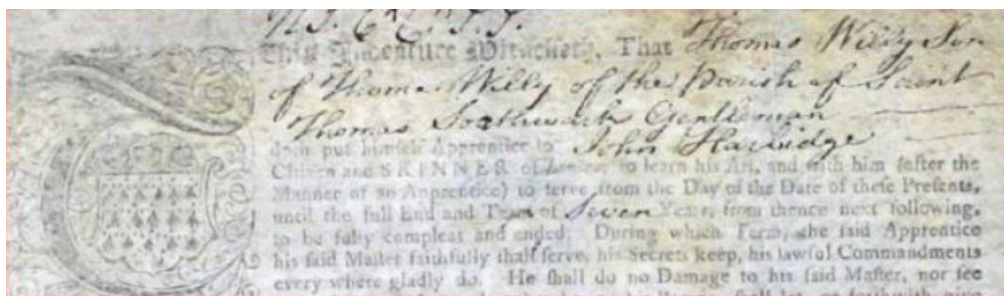 This Indenture Witnesseth, That Thomas Willy Son
of Thomas Willy of the Parish of Saint
Thomas Southwark Gentleman
doth put himself Apprentice to John Harridge
Citizen and SKINNER of London, to learn his Art, and with him (after the
Manner of an Apprentice) to serve from the Day of the Date of these Presents,
until the full End and Term of Seven Years, from thence next following,
to be fully compleat and ended. During which Term, the said Apprentice
his said Master faithfully shall serve, his Secrets keep, his lawful Commandments
every where gladly do. He shall do no Damage to his said Master, nor see